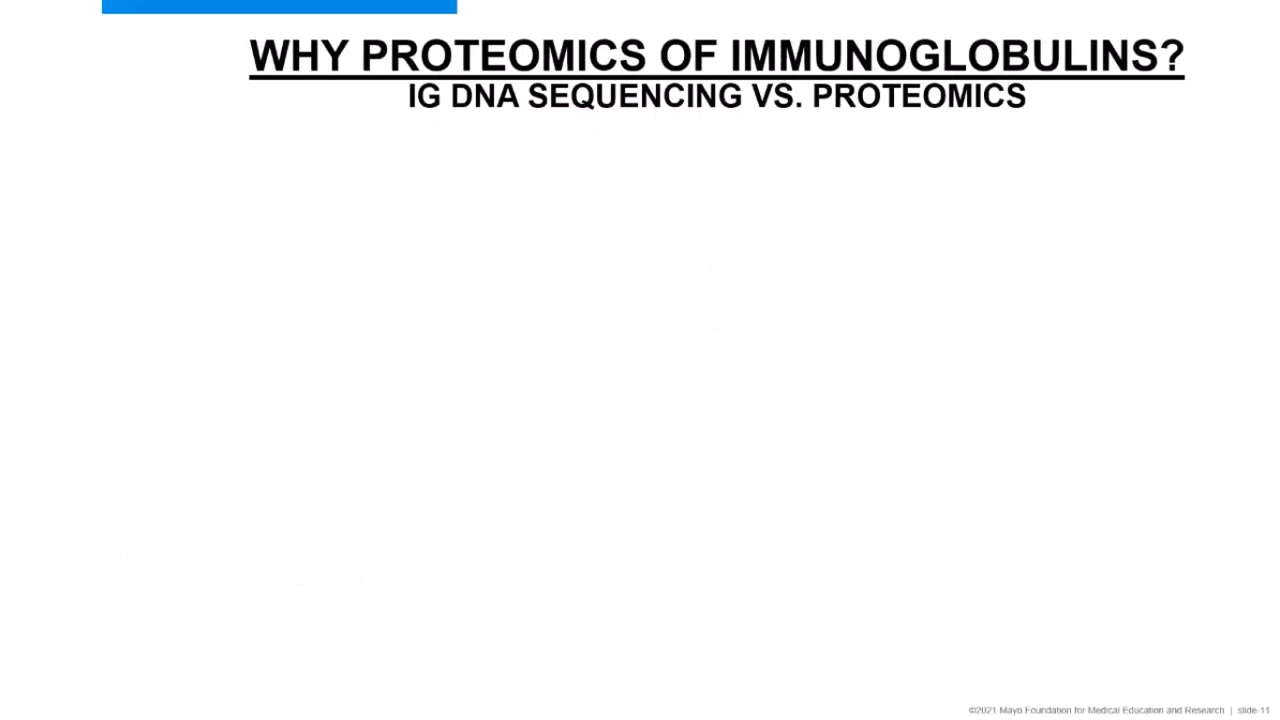 WHY PROTEOMICS OF IMMUNOGLOBULINS?
IG DNA SEQUENCING VS. PROTEOMICS
©2021 Mayo Foundation for Medical Education and Research | slide-11